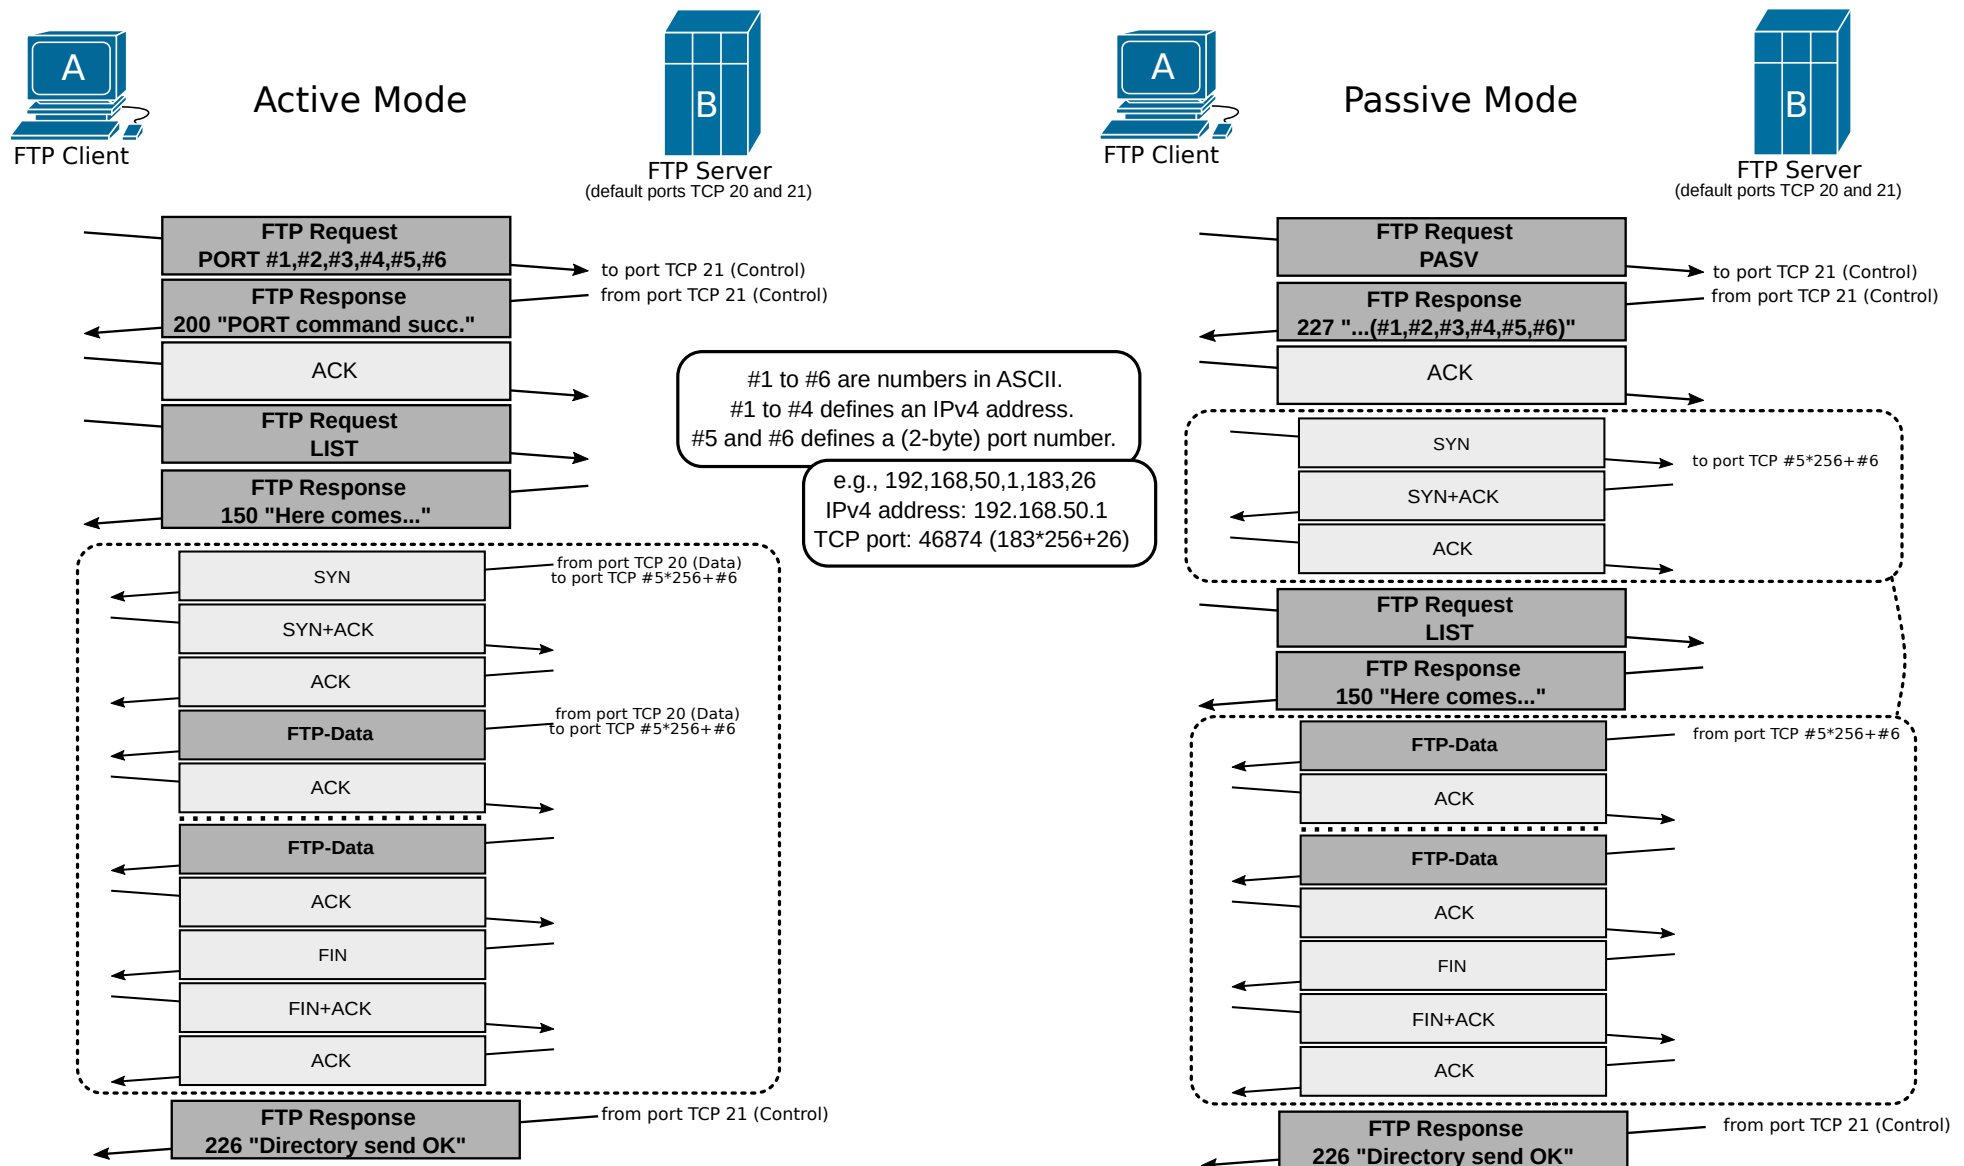 A
Active Mode
B
FTP Client
FTP Server
(default ports TCP 20 and 21)
FTP Request
PORT #1,#2,#3,#4,#5,#6
to port TCP 21 (Control)
FTP Response
200 "PORT command succ."
from port TCP 21 (Control)
ACK
FTP Request
LIST
FTP Response
150 "Here comes..."
SYN
from port TCP 20 (Data)
to port TCP #5*256+#6
SYN+ACK
ACK
FTP-Data
from port TCP 20 (Data)
to port TCP #5*256+#6
ACK
FTP-Data
ACK
FIN
FIN+ACK
ACK
FTP Response
226 "Directory send OK"
from port TCP 21 (Control)
#1 to #6 are numbers in ASCII.
#1 to #4 defines an IPv4 address.
#5 and #6 defines a (2-byte) port number.
e.g., 192,168,50,1,183,26
IPv4 address: 192.168.50.1
TCP port: 46874 (183*256+26)
A
Passive Mode
B
FTP Client
FTP Server
(default ports TCP 20 and 21)
FTP Request
PASV
to port TCP 21 (Control)
FTP Response
227 "...(#1,#2,#3,#4,#5,#6)"
from port TCP 21 (Control)
ACK
SYN
to port TCP #5*256+#6
SYN+ACK
ACK
FTP Request
LIST
FTP Response
150 "Here comes..."
FTP-Data
from port TCP #5*256+#6
ACK
FTP-Data
ACK
FIN
FIN+ACK
ACK
FTP Response
226 "Directory send OK"
from port TCP 21 (Control)